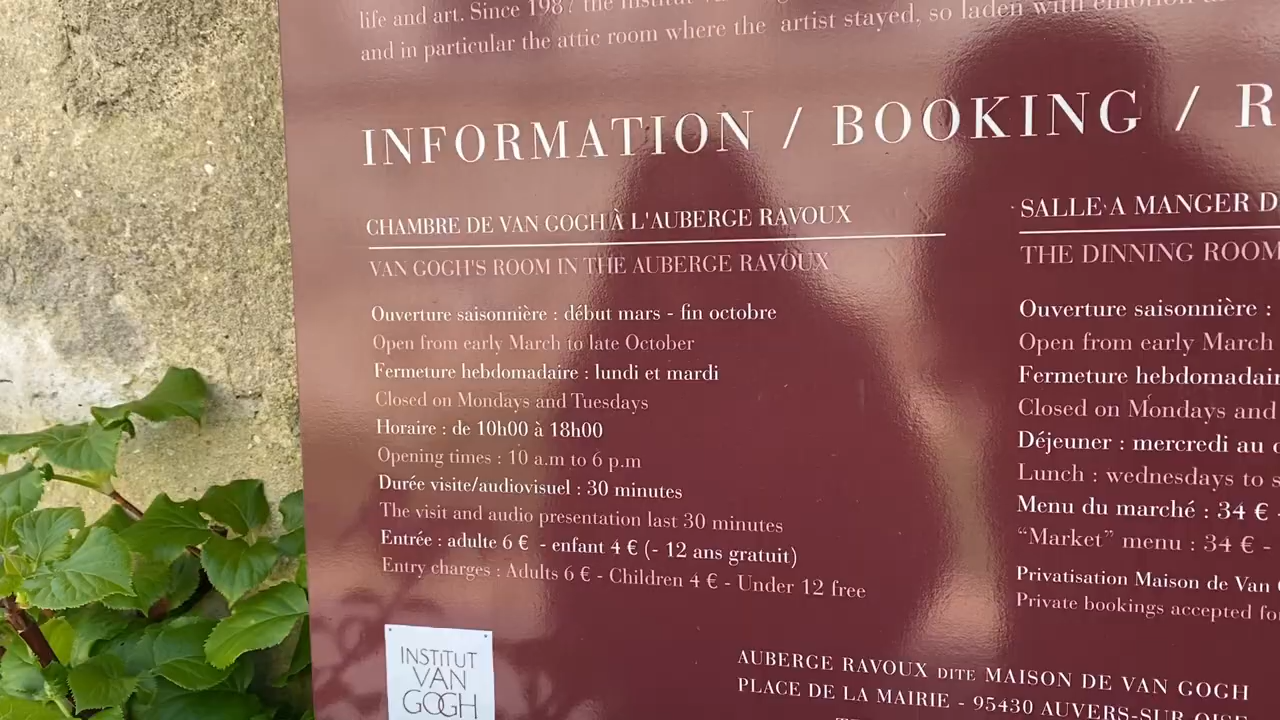 life and art. Since 1987 the Institut
and in particular the attic room where the artist stayed, so laden with emotion
INFORMATION / BOOKING / R
CHAMBRE DE VAN GOGH À L'AUBERGE RAVOUX
VAN GOGH'S ROOM IN THE AUBERGE RAVOUX
Ouverture saisonnière : début mars - fin octobre
Open from early March to late October
Fermeture hebdomadaire : lundi et mardi
Closed on Mondays and Tuesdays
Horaire : de 10h00 à 18h00
Opening times : 10 a.m to 6 p.m
Durée visite/audiovisuel : 30 minutes
The visit and audio presentation last 30 minutes
Entrée : adulte 6 € - enfant 4 € (- 12 ans gratuit)
Entry charges : Adults 6 € - Children 4 € - Under 12 free
SALLE A MANGER D
THE DINNING ROOM
Ouverture saisonnière :
Open from early March
Fermeture hebdomadair
Closed on Mondays and
Déjeuner : mercredi au
Lunch : wednesdays to s
Menu du marché : 34 € -
“Market” menu : 34 € -
Privatisation Maison de Van
Private bookings accepted fo
INSTITUT
VAN
GOGH
AUBERGE RAVOUX DITE MAISON DE VAN GOGH
PLACE DE LA MAIRIE - 95430 AUVERS-SUR-OISE